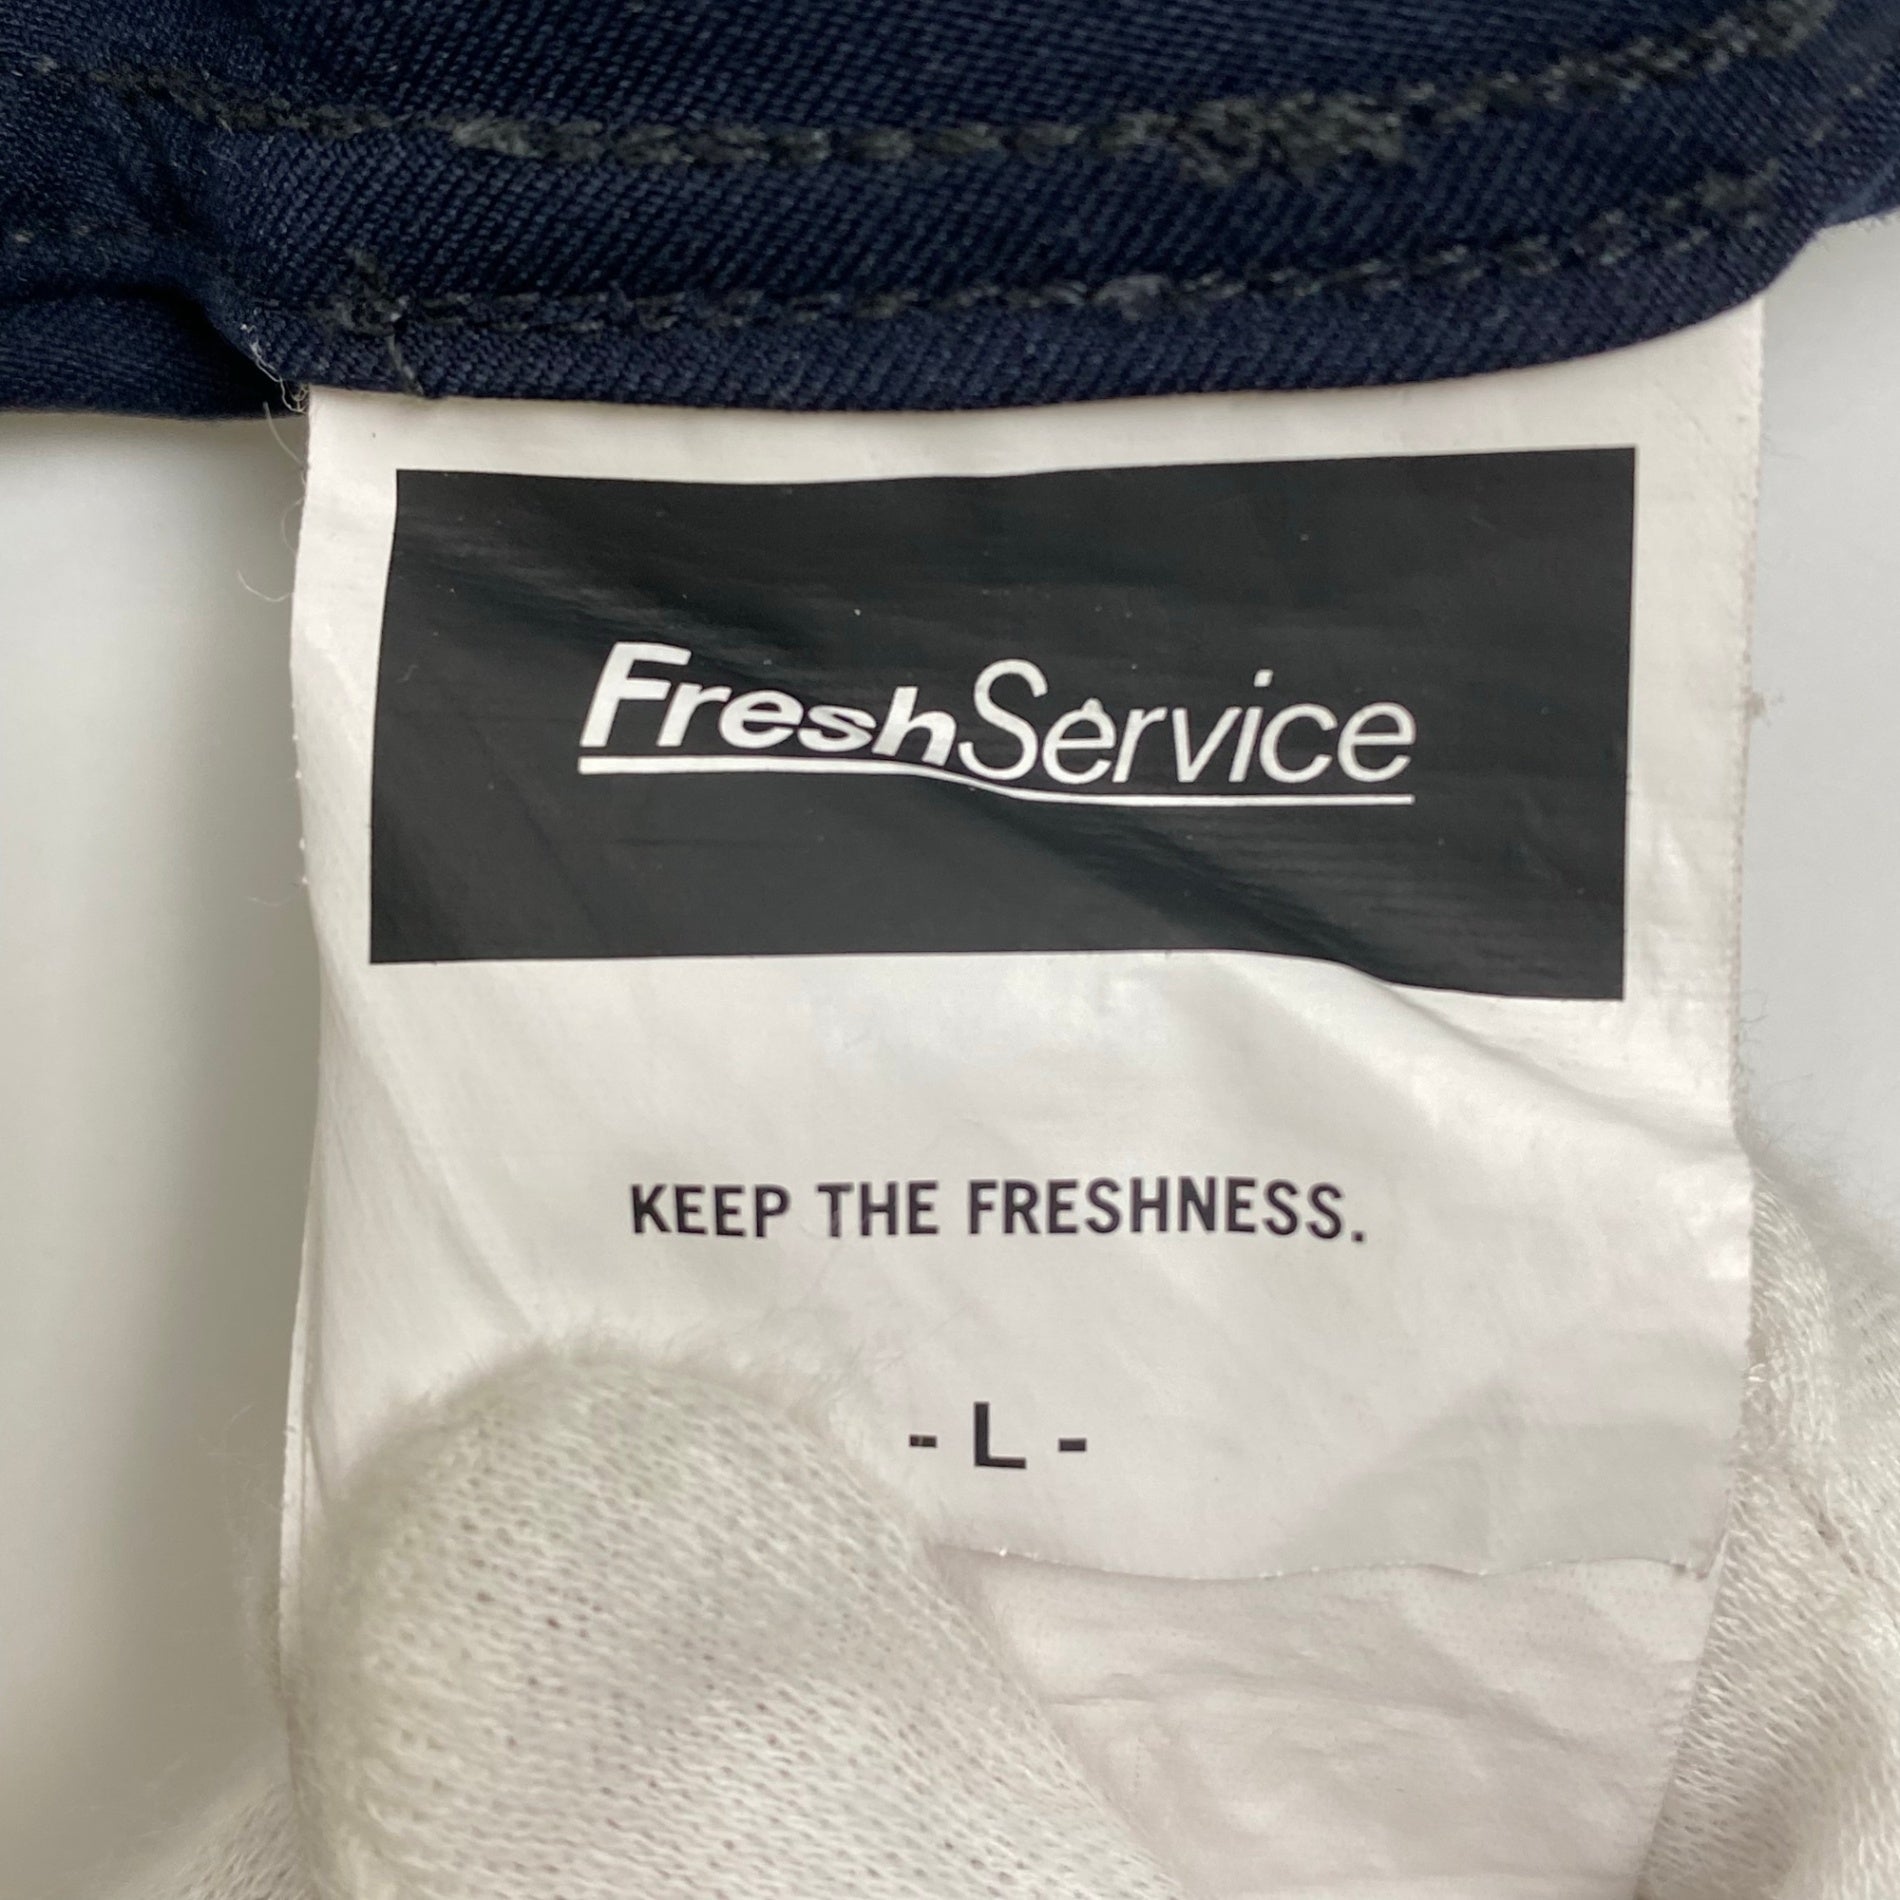 FreshService
KEEP THE FRESHNESS.
- L -